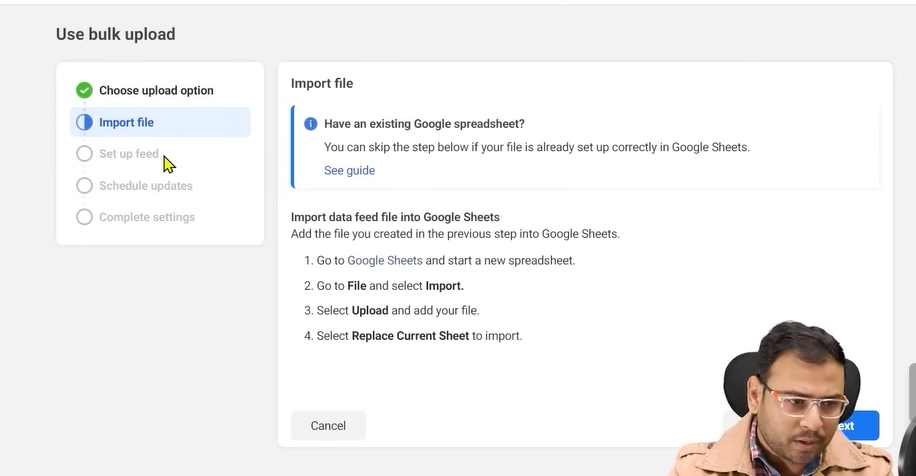 Use bulk upload
Choose upload option
Import file
Set up feed
Schedule updates
Complete settings
Import file
Have an existing Google spreadsheet?
You can skip the step below if your file is already set up correctly in Google Sheets.
See guide
Import data feed file into Google Sheets
Add the file you created in the previous step into Google Sheets.
1. Go to Google Sheets and start a new spreadsheet.
2. Go to File and select Import.
3. Select Upload and add your file.
4. Select Replace Current Sheet to import.
Cancel